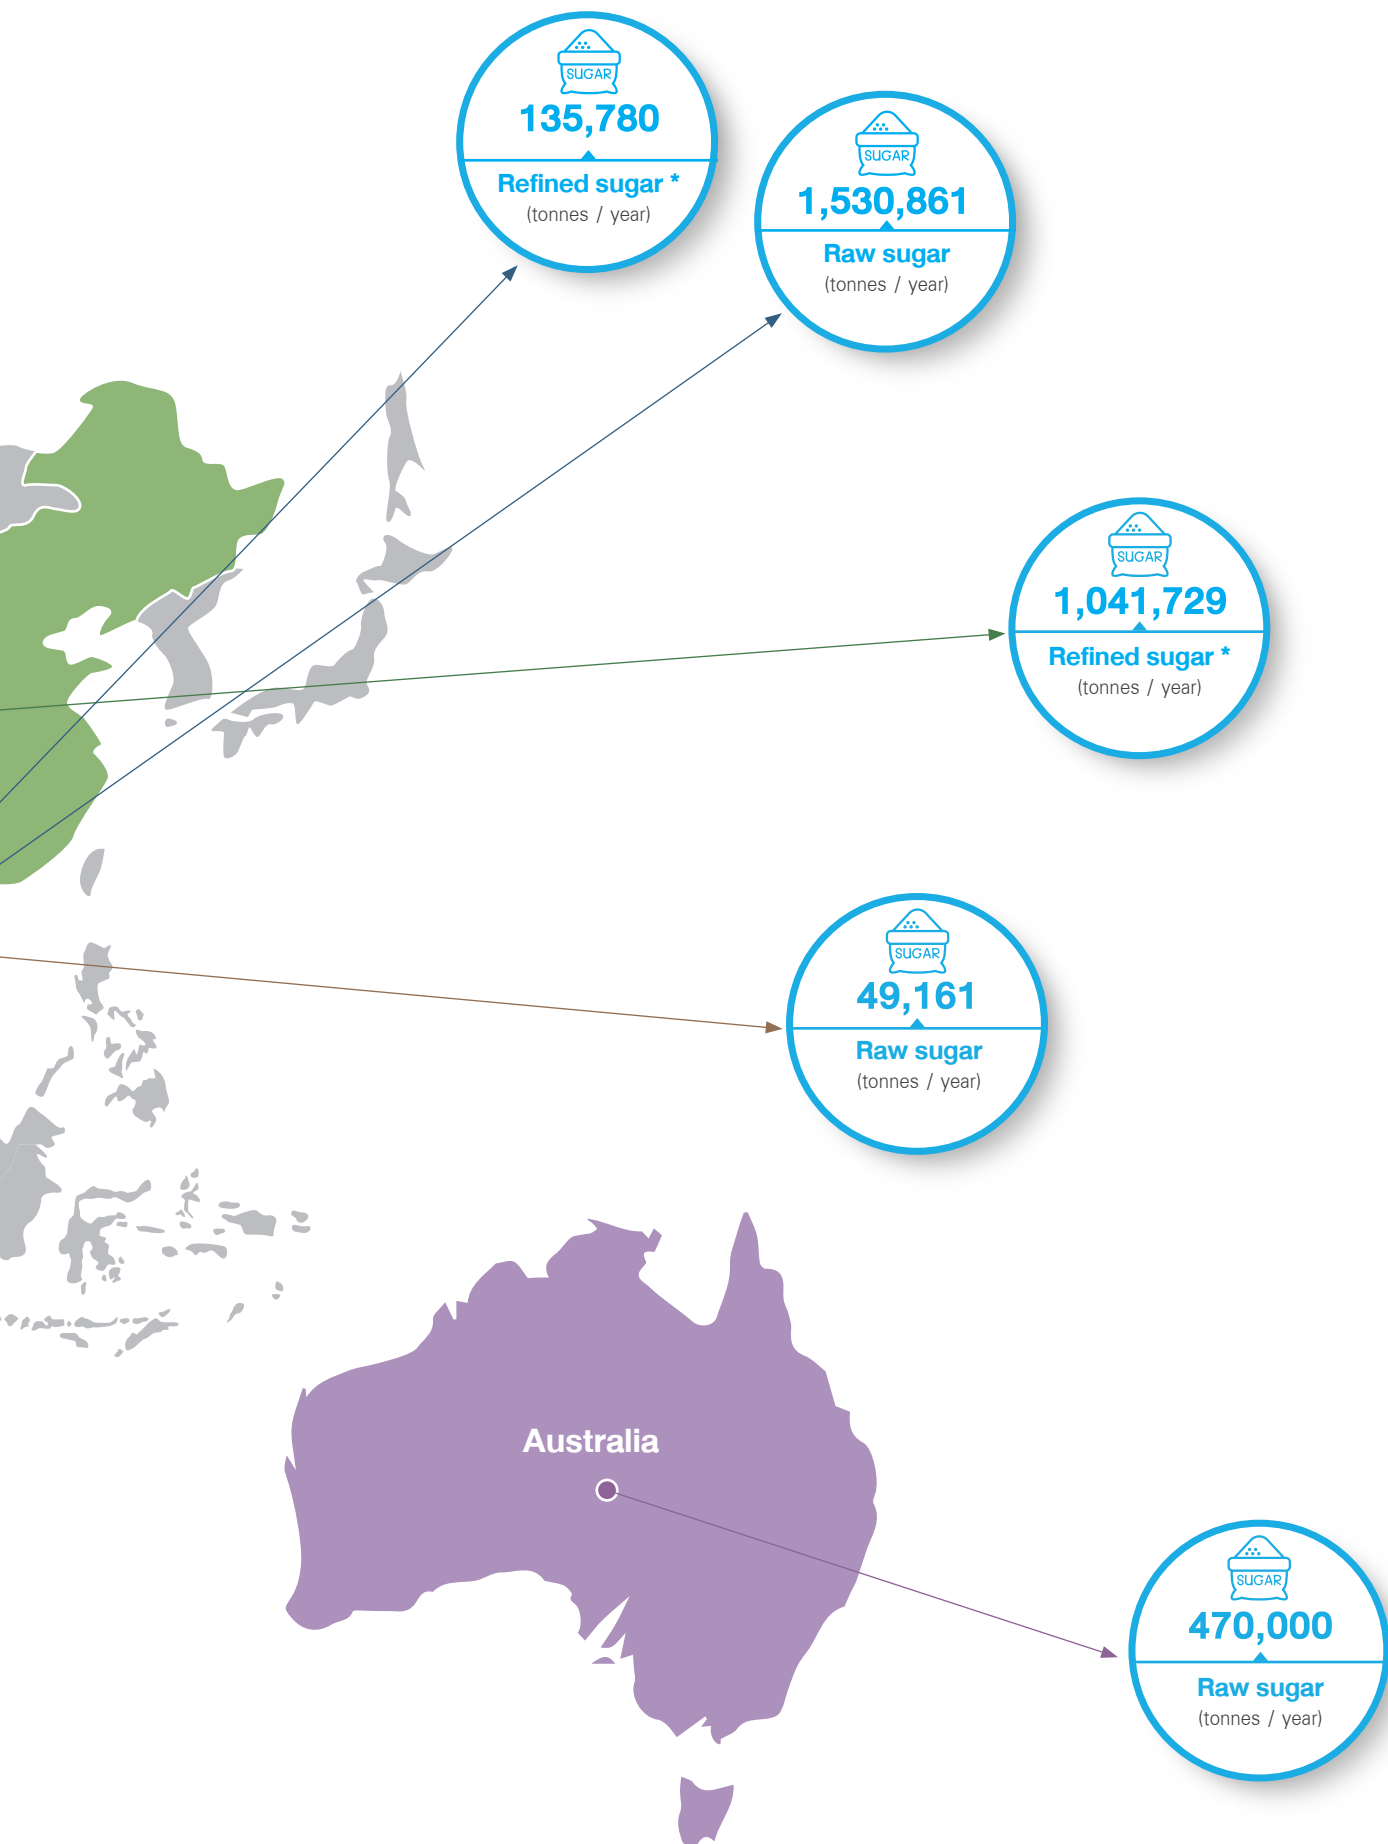 SUGAR
135,780
Refined sugar *
(tonnes / year)
SUGAR
1,530,861
Raw sugar
(tonnes / year)
SUGAR
1,041,729
Refined sugar *
(tonnes / year)
SUGAR
49,161
Raw sugar
(tonnes / year)
Australia
SUGAR
470,000
Raw sugar
(tonnes / year)